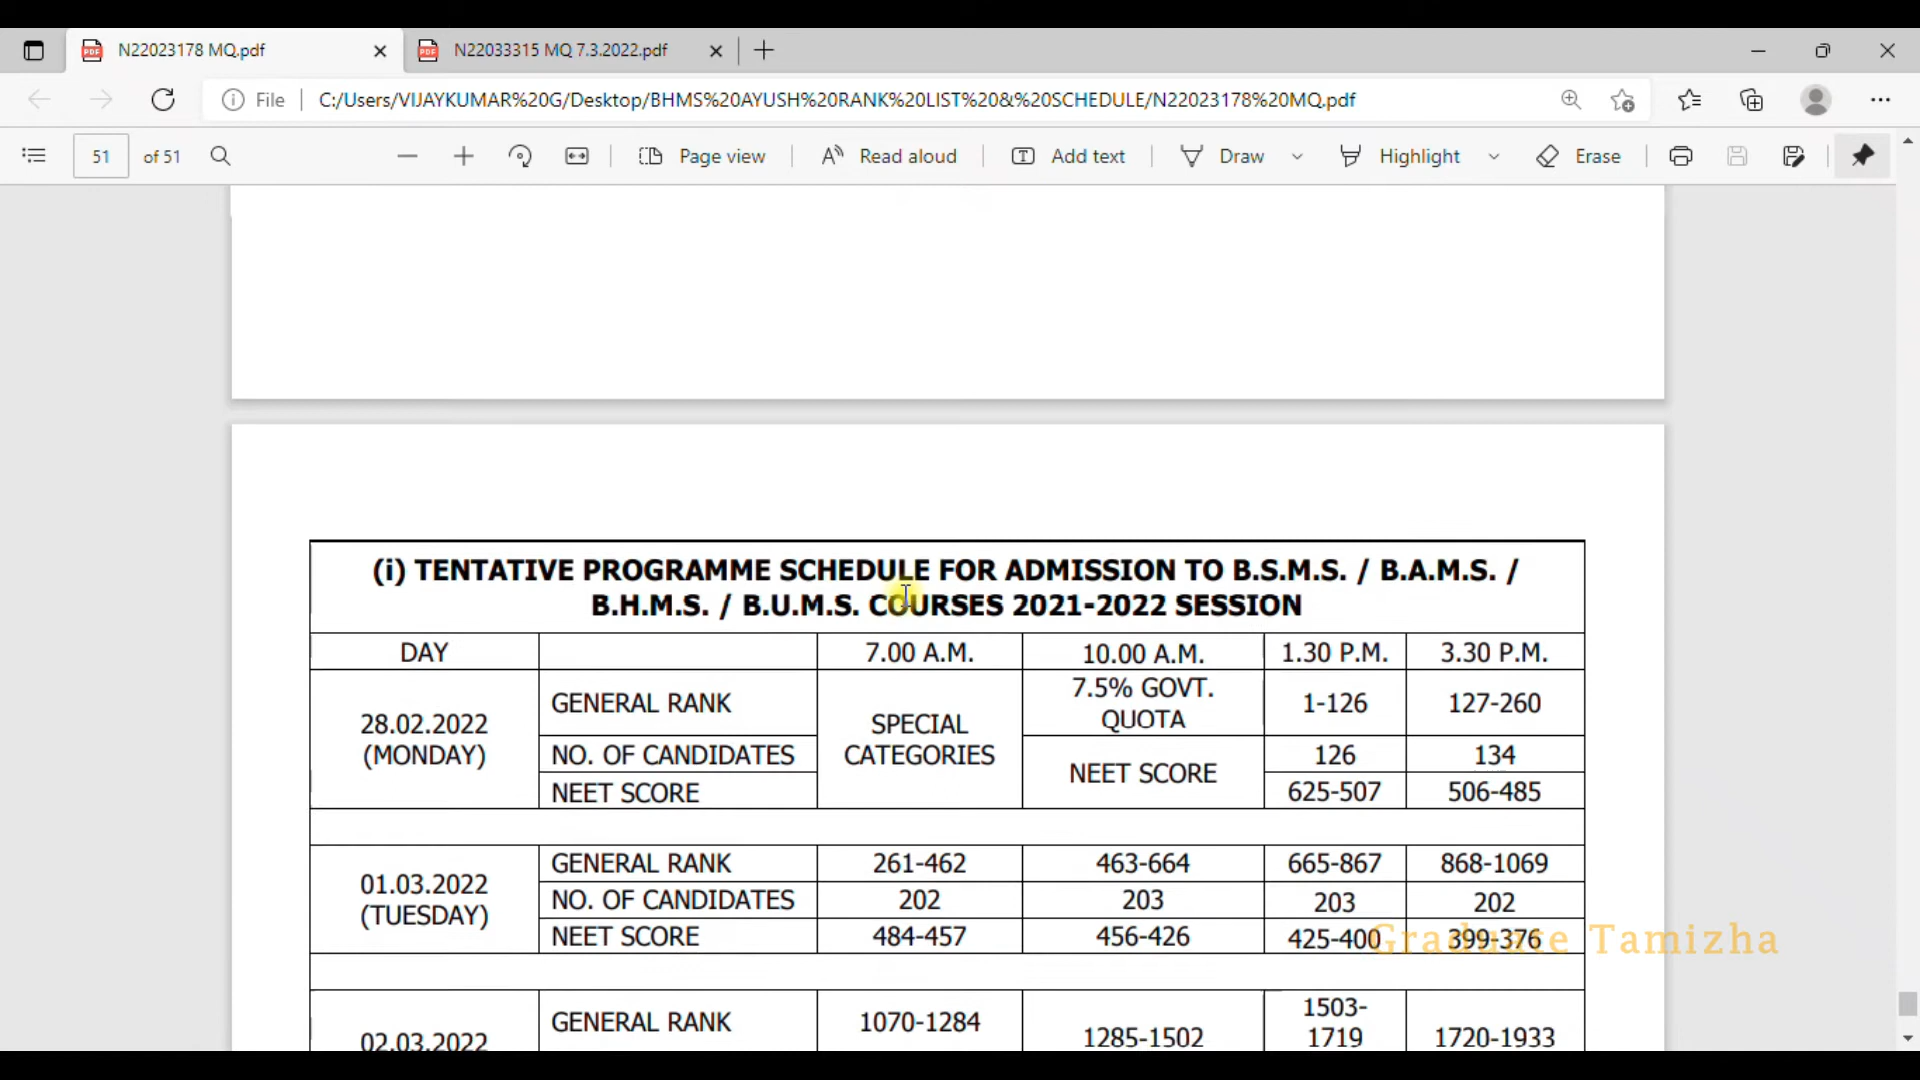 N22023178 MQ.pdf
N22033315 MQ 7.3.2022.pdf
File
C:/Users/VIJAYKUMAR%20G/Desktop/BHMS%20AYUSH%20RANK%20LIST%20&%20SCHEDULE/N22023178%20MQ.pdf
51 of 51 Page view Read aloud Add text Draw Highlight Erase
(i) TENTATIVE PROGRAMME SCHEDULE FOR ADMISSION TO B.S.M.S. / B.A.M.S. /
B.H.M.S. / B.U.M.S. COURSES 2021-2022 SESSION
DAY 7.00 A.M. 10.00 A.M. 1.30 P.M. 3.30 P.M.
28.02.2022
(MONDAY)
GENERAL RANK
SPECIAL
CATEGORIES
7.5% GOVT.
QUOTA
1-126 127-260
NO. OF CANDIDATES
NEET SCORE
126 134
NEET SCORE 625-507 506-485
01.03.2022
(TUESDAY)
GENERAL RANK 261-462 463-664 665-867 868-1069
NO. OF CANDIDATES 202 203 203 202
NEET SCORE 484-457 456-426 425-400 399-376
Graduate Tamizha
02.03.2022
GENERAL RANK 1070-1284 1285-1502
1503-
1719
1720-1933